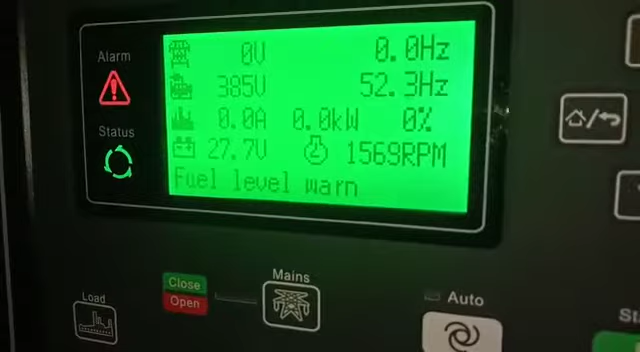 Alarm
Status
0V 0.0Hz
385V 52.3Hz
0.0A 0.0kW 0%
27.7V 1569RPM
Fuel level warn
Load
Close
Open
Mains
Auto